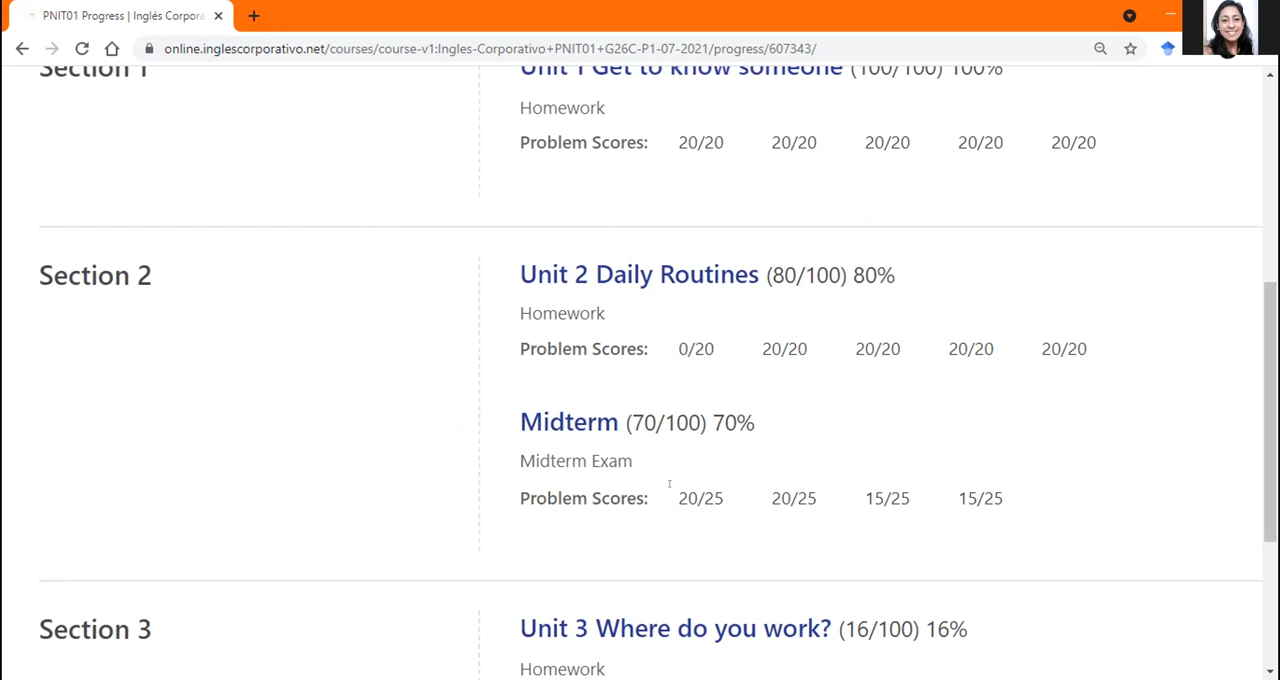 PNIT01 Progress | Inglés Corpora
online.inglescorporativo.net/courses/course-v1:Ingles-Corporativo+PNIT01+G26C-P1-07-2021/progress/607343/
Section 1
Unit 1 Get to know someone (100/100) 100%
Homework
Problem Scores: 20/20 20/20 20/20 20/20 20/20
Section 2
Unit 2 Daily Routines (80/100) 80%
Homework
Problem Scores: 0/20 20/20 20/20 20/20 20/20
Midterm (70/100) 70%
Midterm Exam
Problem Scores: 20/25 20/25 15/25 15/25
Section 3
Unit 3 Where do you work? (16/100) 16%
Homework